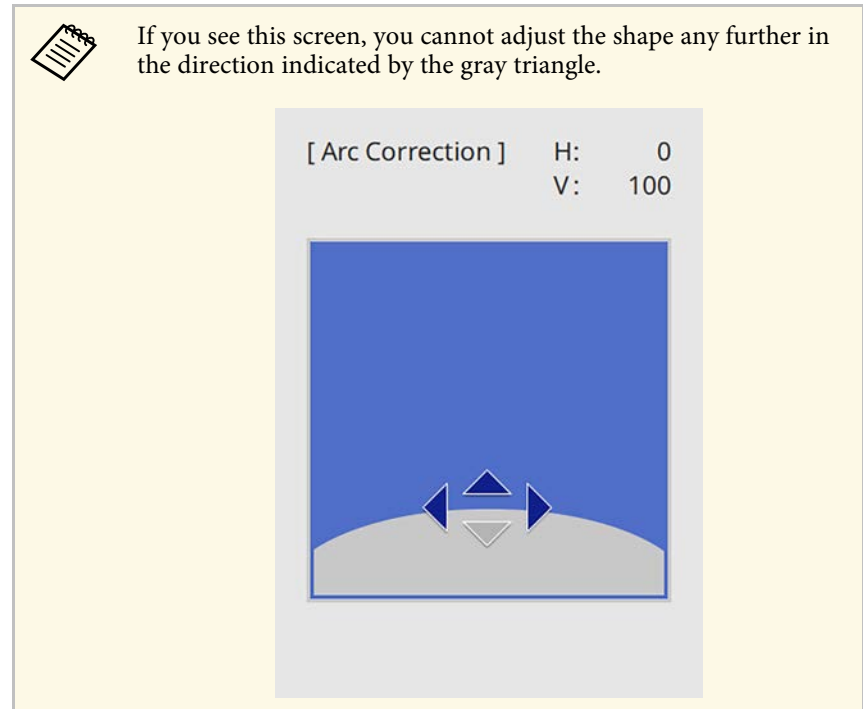 If you see this screen, you cannot adjust the shape any further in
the direction indicated by the gray triangle.
[ Arc Correction ] H: 0
V: 100